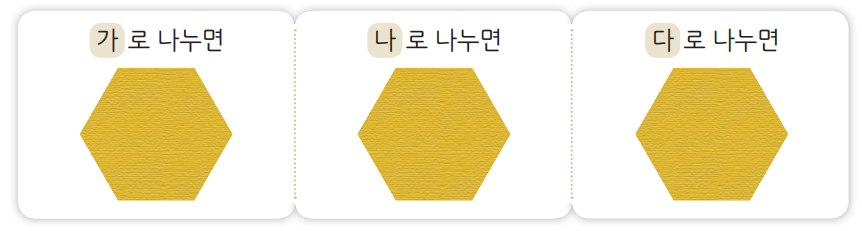 가 로 나누면
나 로 나누면
다 로 나누면